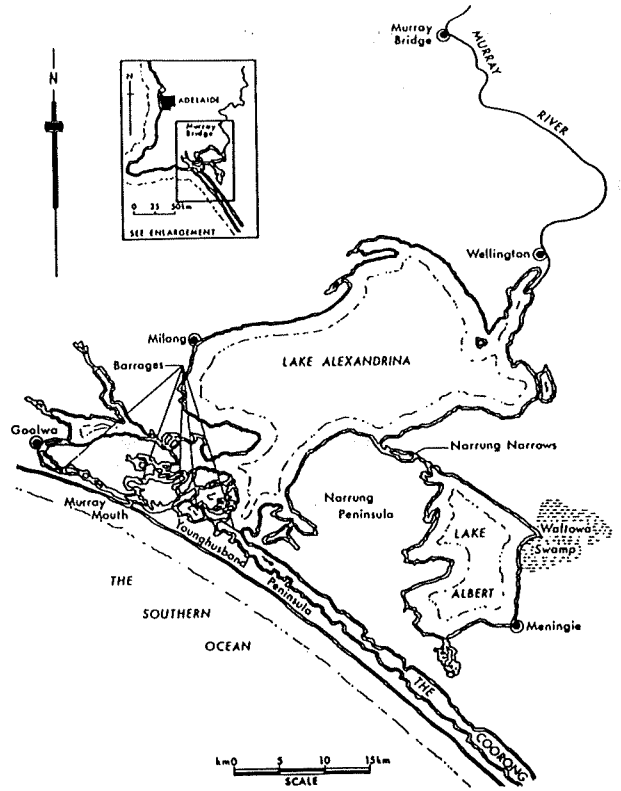 Murray
Bridge
MURRAY
RIVER
N
N
ADELAIDE
Murray
Bridge
0 25 50km
SEE ENLARGEMENT
Wellington
Milang
LAKE ALEXANDRINA
Barrages
Goolwa
Narrung Narrows
Narrung
Peninsula
Murray
Mouth
Younghusband
Peninsula
LAKE
ALBERT
Waltowa
Swamp
Meningie
THE
SOUTHERN
OCEAN
THE
COORONG
km0 5 10 15km
SCALE